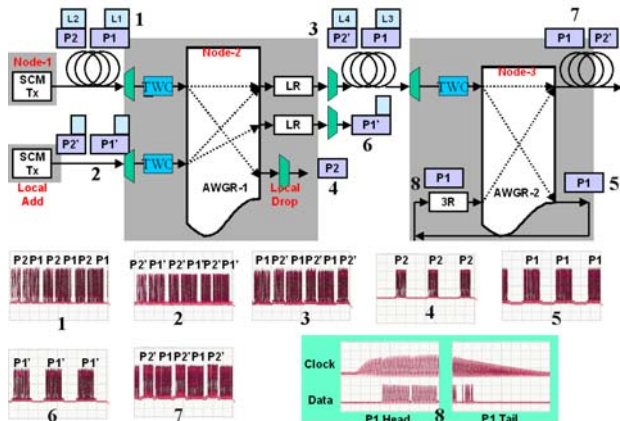 L2 L1 1
P2 P1
3
L4 L3
P2' P1
7
P1 P2'
Node-1
SCM
Tx
TWC
Node-2
LR
TWC
Node-3
P2' P1'
LR
P1'
6
SCM
Tx
2
TWC
AWGR-1
Local
Drop
P2
4
8
P1
3R
AWGR-2
P1
5
Local
Add
P2 P1 P2 P1 P2 P1 P2 P1
P2' P1' P2' P1' P2' P1'
P1 P2' P1 P2' P1 P2'
P2 P2 P2
P1 P1 P1
1
2
3
4
5
P1' P1' P1'
6
P2' P1 P2' P1 P2'
7
Clock
Data
P1 Head
8
P1 Tail